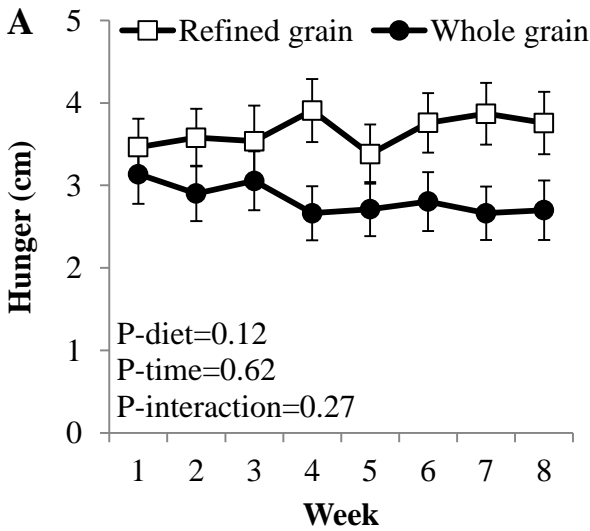 A
5
Refined grain
Whole grain
4
3
2
1
0
Hunger (cm)
P-diet=0.12
P-time=0.62
P-interaction=0.27
1 2 3 4 5 6 7 8
Week